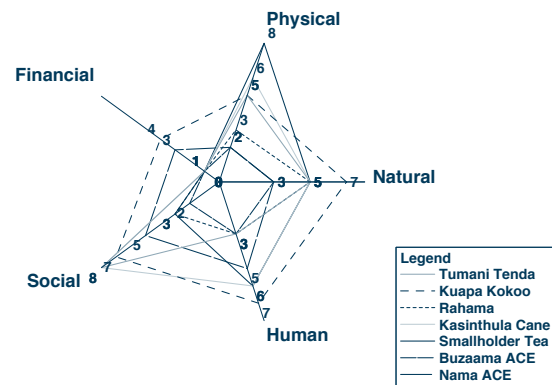 Physical
8
Financial
6
5
4
3
3
2
1
0
3
5
7
Natural
3
2
3
5
7
8
Social
5
6
7
Human
Legend
Tumani Tenda
Kuapa Kokoo
Rahama
Kasinthula Cane
Smallholder Tea
Buzaama ACE
Nama ACE